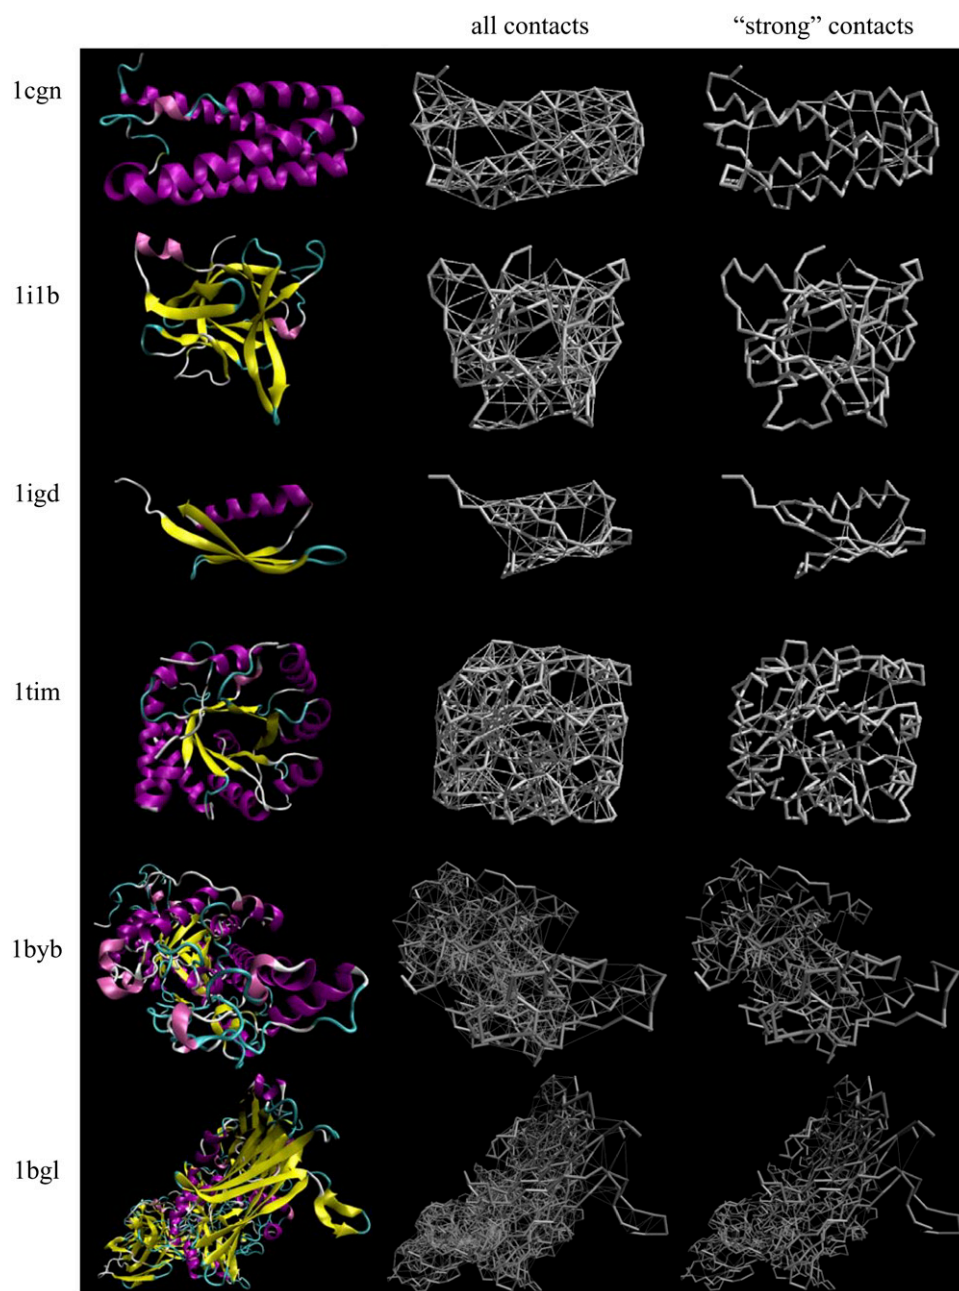 all contacts “strong” contacts
1cgn
1i1b
1igd
1tim
1byb
1bgl